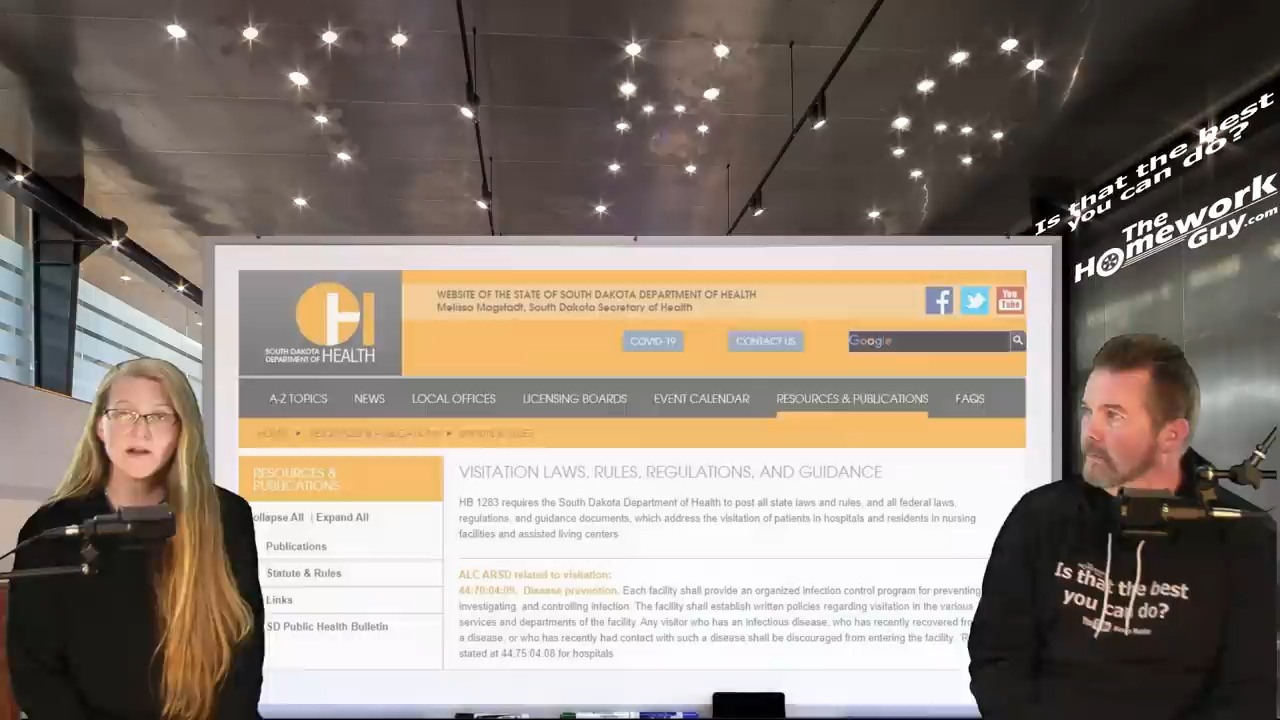 Is that the best
you can do?
The
Homework
Guy.com
WEBSITE OF THE STATE OF SOUTH DAKOTA DEPARTMENT OF HEALTH
Melissa Magstadt, South Dakota Secretary of Health
You
Tube
SOUTH DAKOTA
DEPARTMENT OF HEALTH
COVID-19
CONTACT US
Google
A-Z TOPICS NEWS LOCAL OFFICES LICENSING BOARDS EVENT CALENDAR RESOURCES & PUBLICATIONS FAQS
HOME ▸ RESOURCES & PUBLICATIONS ▸ STATUTE & RULES
RESOURCES &
PUBLICATIONS
ollapse All | Expand All
Publications
Statute & Rules
Links
SD Public Health Bulletin
VISITATION LAWS, RULES, REGULATIONS, AND GUIDANCE
HB 1283 requires the South Dakota Department of Health to post all state laws and rules, and all federal laws,
regulations, and guidance documents, which address the visitation of patients in hospitals and residents in nursing
facilities and assisted living centers
ALC ARSD related to visitation:
44:70:04:09. Disease prevention. Each facility shall provide an organized infection control program for preventing
investigating, and controlling infection. The facility shall establish written policies regarding visitation in the various
services and departments of the facility. Any visitor who has an infectious disease, who has recently recovered fr
a disease, or who has recently had contact with such a disease shall be discouraged from entering the facility. "R
stated at 44:75:04:08 for hospitals
Is that the best
you can do?